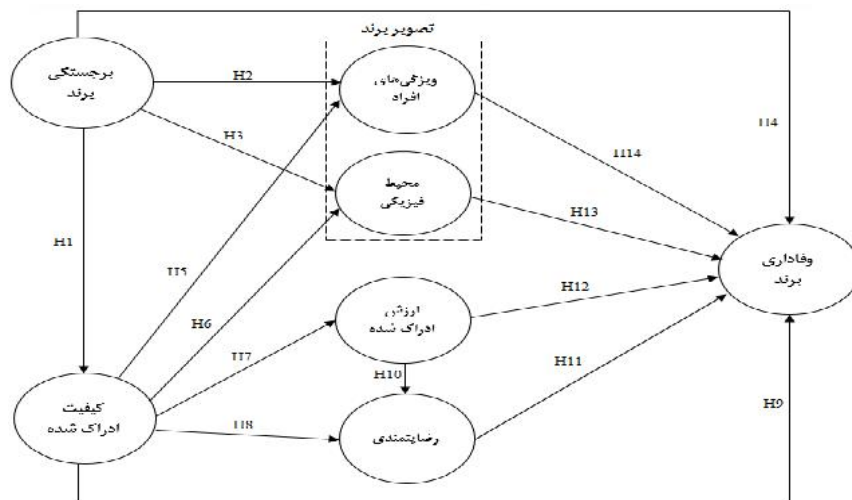 تصویر برند
برجستگی
برند
H2
ویژگی‌های
افراد
H4
H3
H14
محیط
فیزیکی
H13
H1
وفاداری
برند
H5
H12
ارزش
ادراک شده
H6
H7
H10
H11
کیفیت
ادراک شده
H8
رضایتمندی
H9